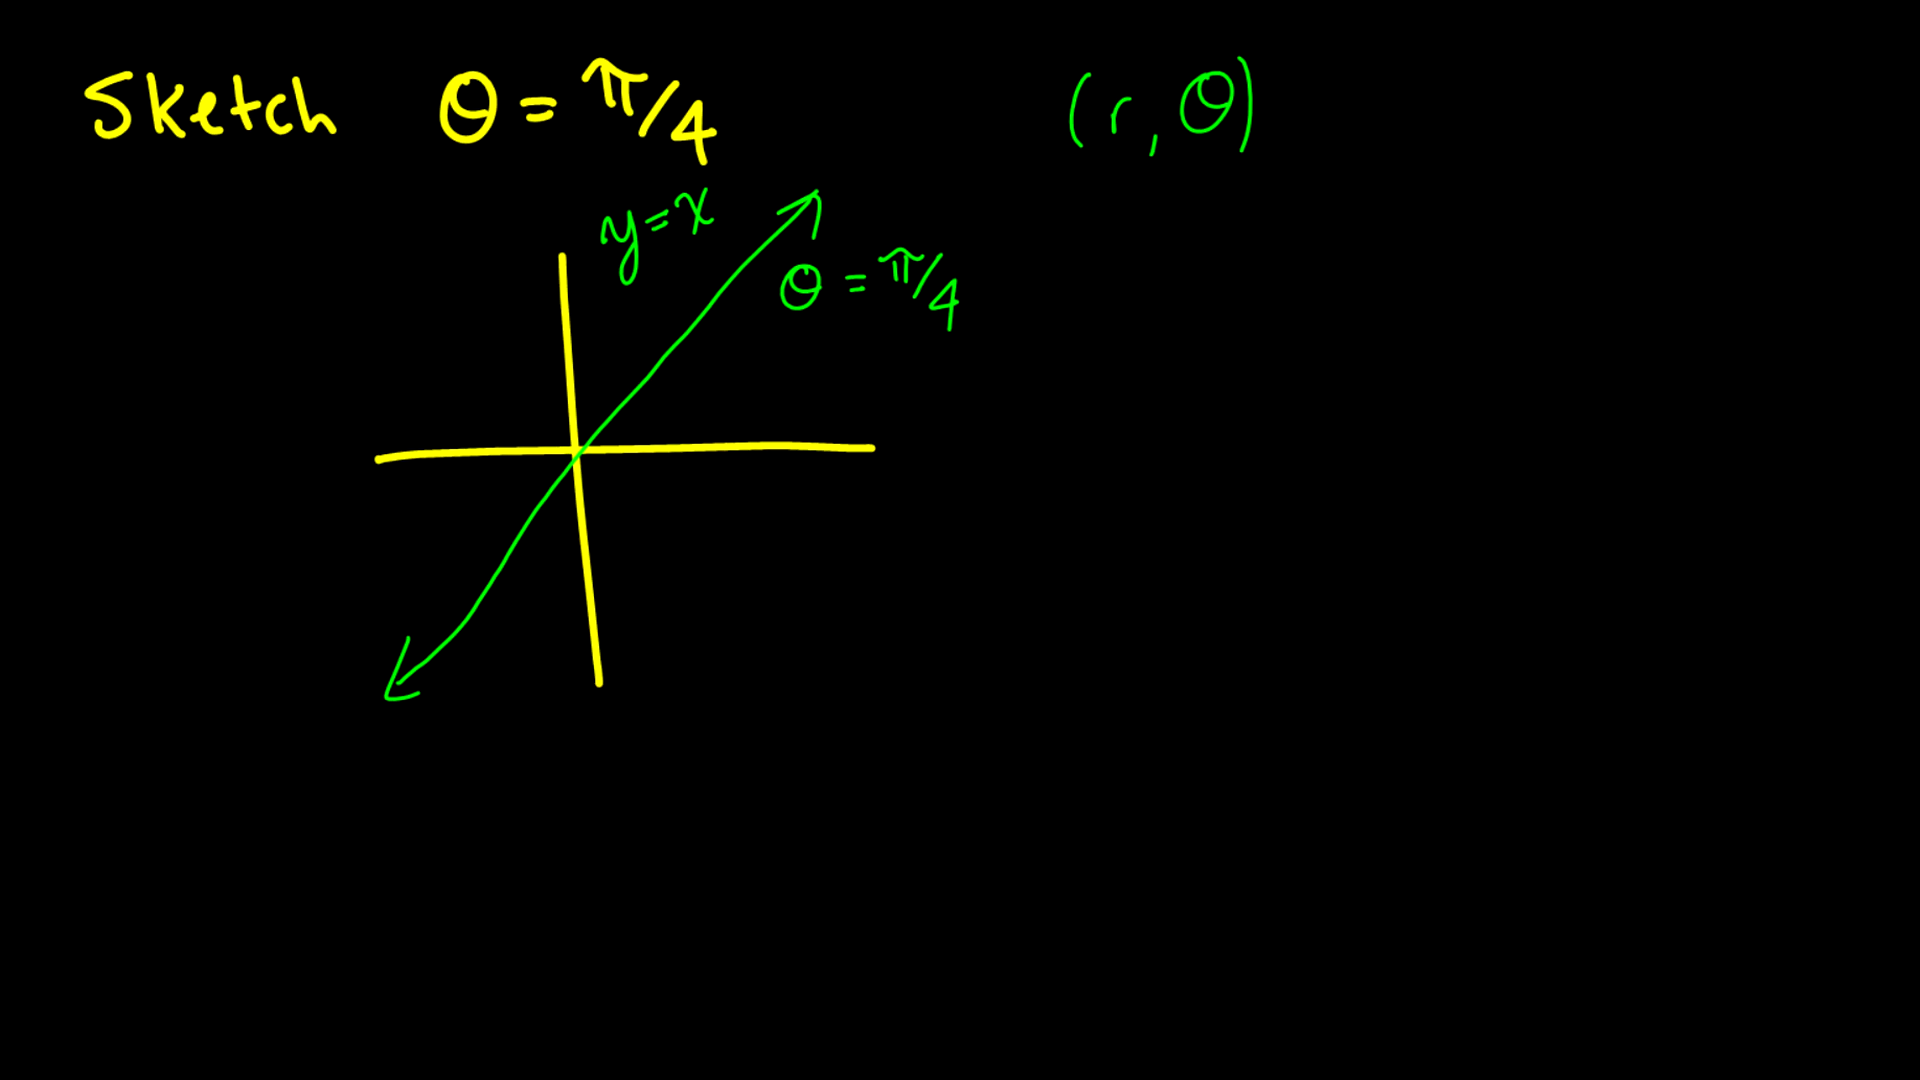 Sketch θ = π/4
(r, θ)
y = x
θ = π/4